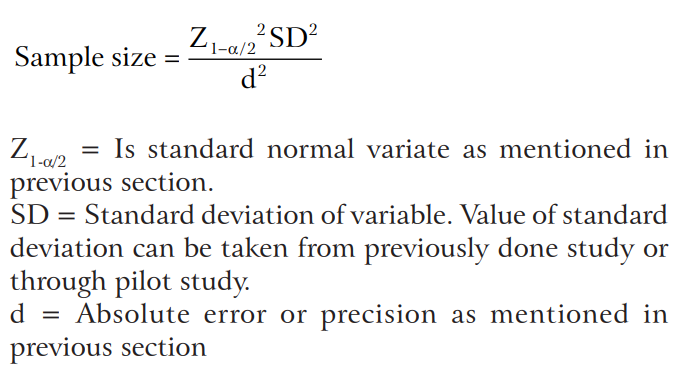 Sample size = Z₁₋α/₂² SD² / d²
Z₁-α/₂ = Is standard normal variate as mentioned in
previous section.
SD = Standard deviation of variable. Value of standard
deviation can be taken from previously done study or
through pilot study.
d = Absolute error or precision as mentioned in
previous section